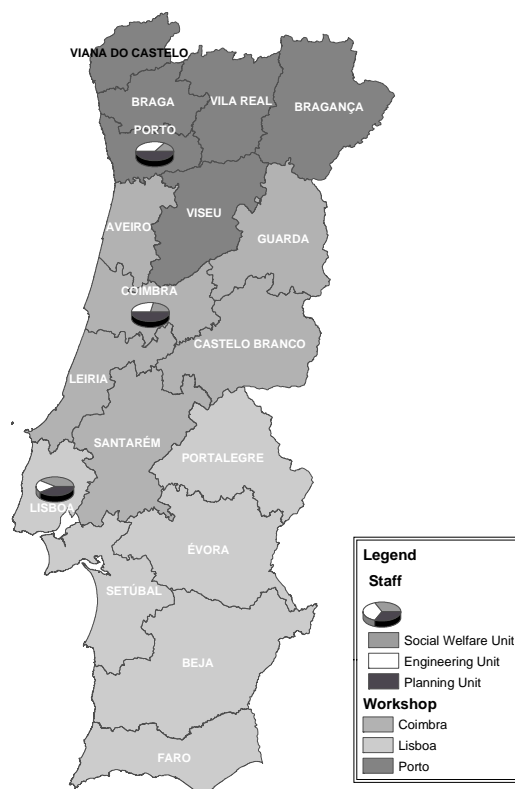 VIANA DO CASTELO
BRAGA
VILA REAL
BRAGANÇA
PORTO
AVEIRO
VISEU
GUARDA
COIMBRA
CASTELO BRANCO
LEIRIA
SANTARÉM
PORTALEGRE
LISBOA
ÉVORA
SETÚBAL
BEJA
FARO
Legend
Staff
Social Welfare Unit
Engineering Unit
Planning Unit
Workshop
Coimbra
Lisboa
Porto